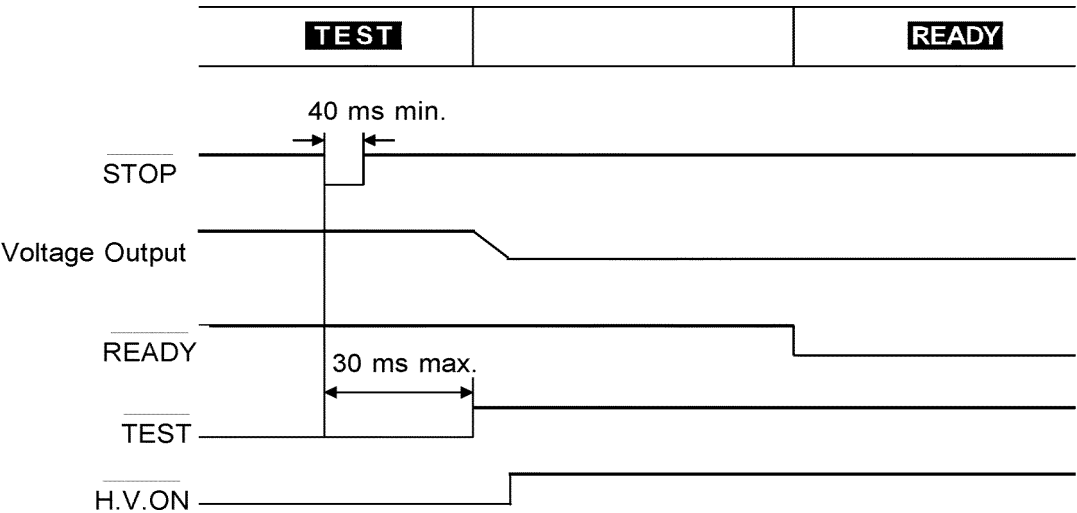 TEST
READY
40 ms min.
STOP
Voltage Output
READY
30 ms max.
TEST
H.V.ON